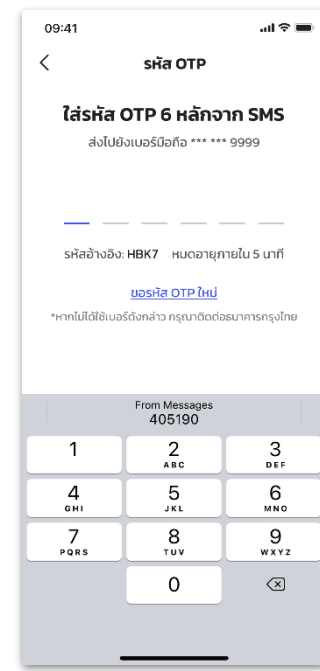 09:41
รหัส OTP
ใส่รหัส OTP 6 หลักจาก SMS
ส่งไปยังเบอร์มือถือ *** *** 9999
รหัสอ้างอิง: HBK7 หมดอายุภายใน 5 นาที
ขอรหัส OTP ใหม่
*หากไม่ได้ใช้เบอร์ดังกล่าว กรุณาติดต่อธนาคารกรุงไทย
From Messages
405190
1 2 3
ABC DEF
4 5 6
GHI JKL MNO
7 8 9
PQRS TUV WXYZ
0